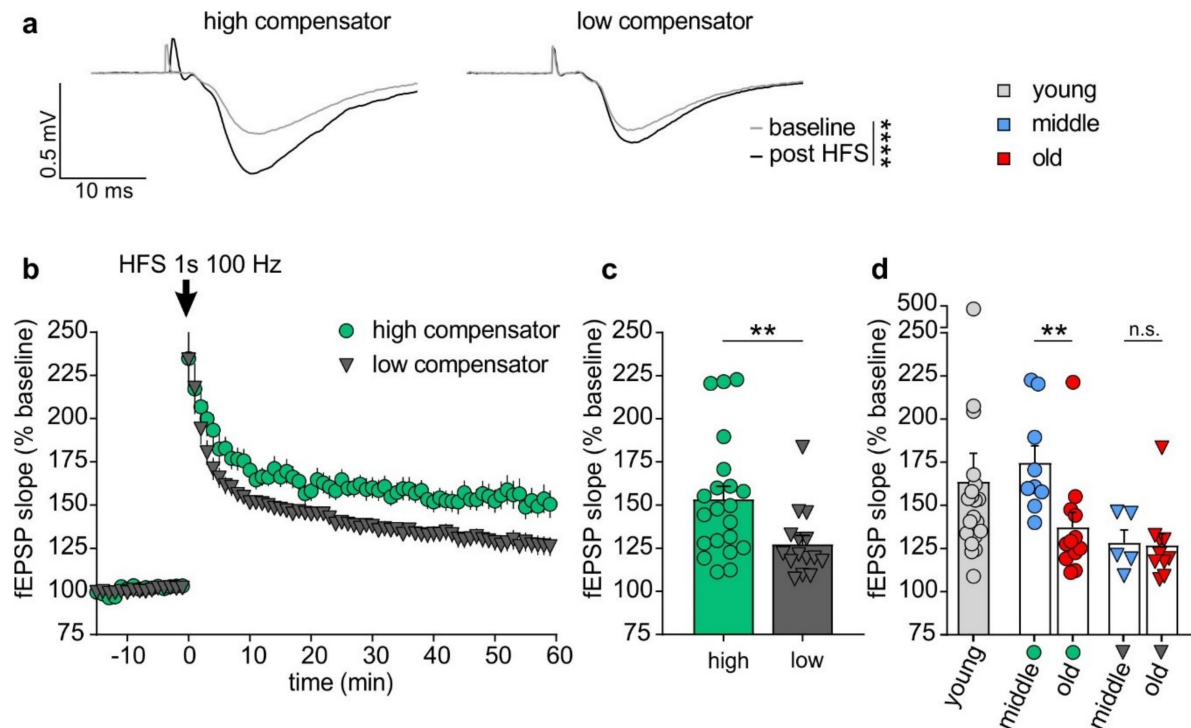 a
high compensator
low compensator
0.5 mV
10 ms
baseline
post HFS
****
young
middle
old
b
HFS 1s 100 Hz
fEPSP slope (% baseline)
250
225
200
175
150
125
100
75
high compensator
low compensator
-10 0 10 20 30 40 50 60
time (min)
c
fEPSP slope (% baseline)
250
225
200
175
150
125
100
75
**
high low
d
fEPSP slope (% baseline)
500
250
225
200
175
150
125
100
75
** n.s.
young middle old middle old